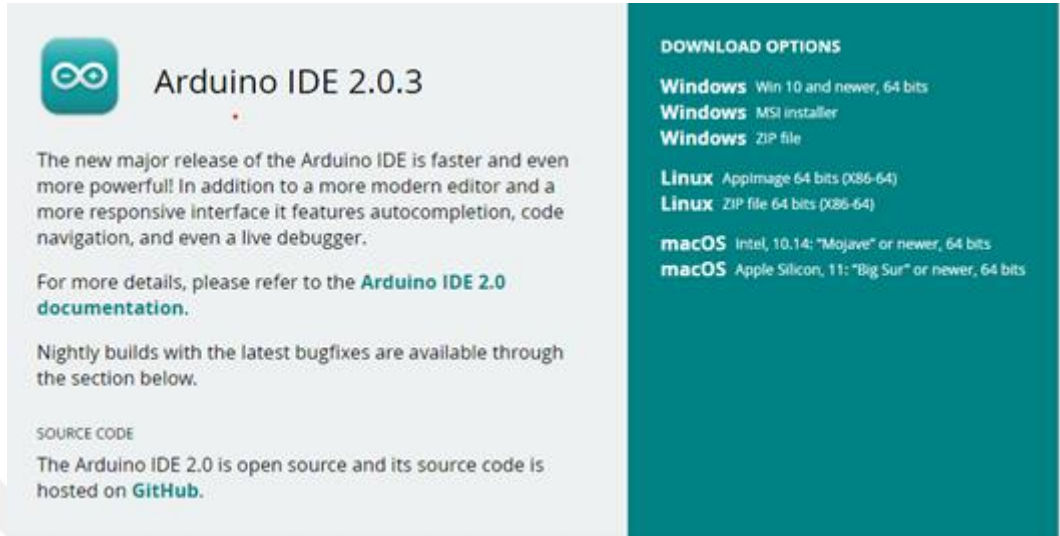 Arduino IDE 2.0.3
The new major release of the Arduino IDE is faster and even
more powerful! In addition to a more modern editor and a
more responsive interface it features autocompletion, code
navigation, and even a live debugger.
For more details, please refer to the Arduino IDE 2.0
documentation.
Nightly builds with the latest bugfixes are available through
the section below.
SOURCE CODE
The Arduino IDE 2.0 is open source and its source code is
hosted on GitHub.
DOWNLOAD OPTIONS
Windows Win 10 and newer, 64 bits
Windows MSI installer
Windows ZIP file
Linux AppImage 64 bits (X86-64)
Linux ZIP file 64 bits (X86-64)
macOS Intel, 10.14: “Mojave” or newer, 64 bits
macOS Apple Silicon, 11: “Big Sur” or newer, 64 bits